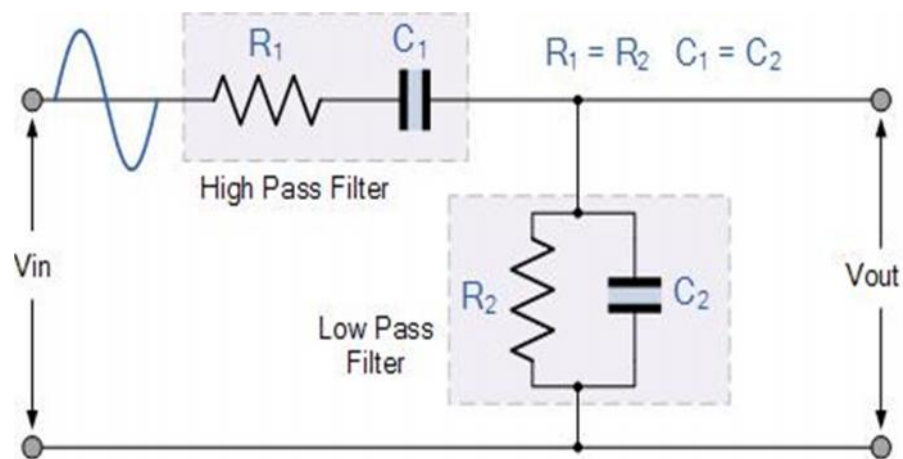 R₁ C₁ R₁ = R₂ C₁ = C₂
High Pass Filter
Vin
R₂ C₂
Vout
Low Pass
Filter